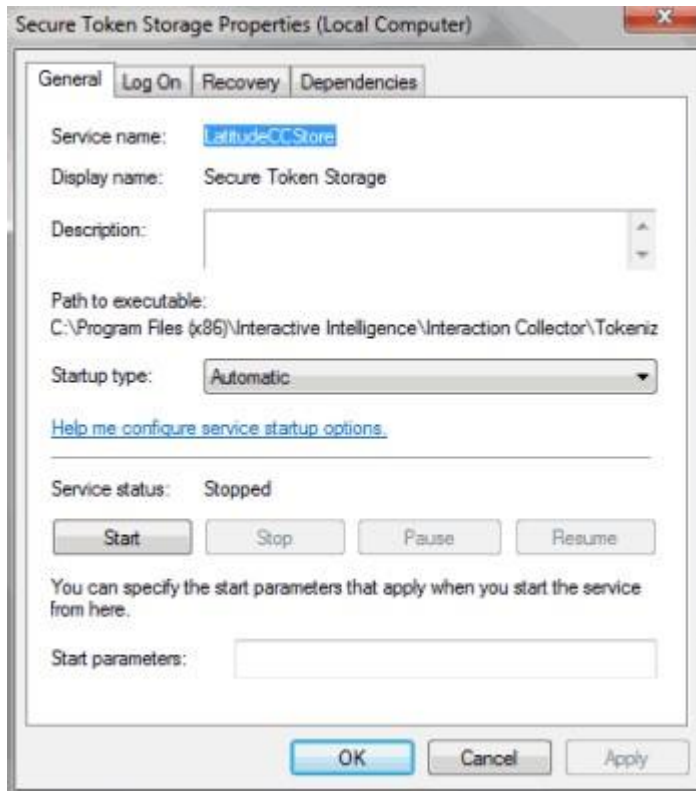 Secure Token Storage Properties (Local Computer)
General Log On Recovery Dependencies
Service name: LatitudeCCStore
Display name: Secure Token Storage
Description:
Path to executable:
C:\Program Files (x86)\Interactive Intelligence\Interaction Collector\Tokeniz
Startup type: Automatic
Help me configure service startup options.
Service status: Stopped
Start Stop Pause Resume
You can specify the start parameters that apply when you start the service
from here.
Start parameters:
OK Cancel Apply